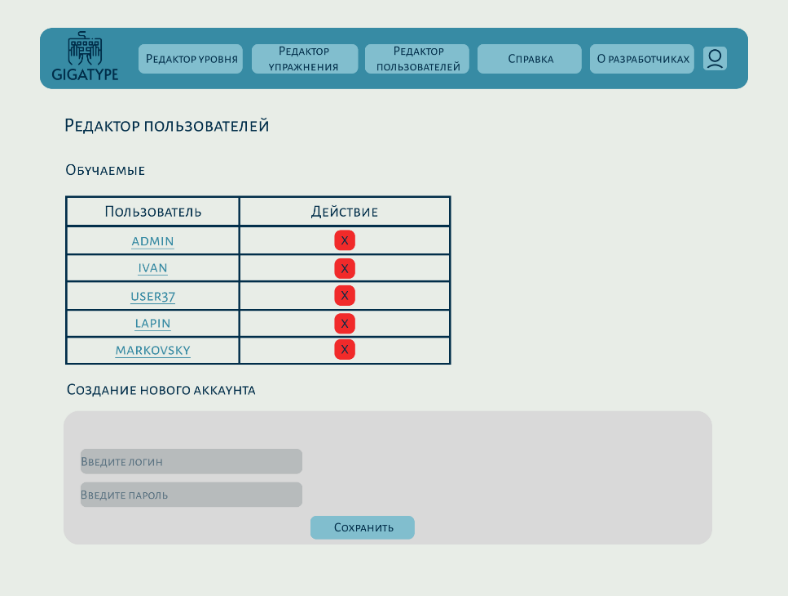 GIGATYPE
Редактор уровня
Редактор
упражнения
Редактор
пользователей
Справка
О разработчиках
Редактор пользователей
Обучаемые
Пользователь Действие
ADMIN X
IVAN X
USER37 X
LAPIN X
MARKOVSKY X
Создание нового аккаунта
Введите логин
Введите пароль
Сохранить